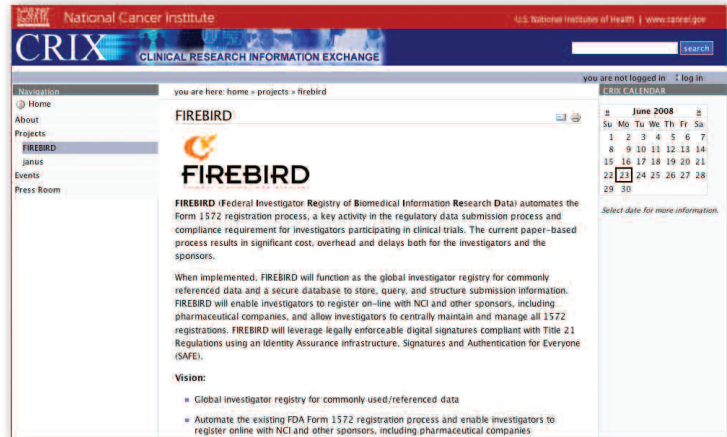 National Cancer Institute
U.S. National Institutes of Health | www.cancer.gov
CRIX
CLINICAL RESEARCH INFORMATION EXCHANGE
search
you are not logged in log in
Navigation
Home
About
Projects
FIREBIRD
janus
Events
Press Room
you are here: home » projects » firebird
FIREBIRD
FIREBIRD
FIREBIRD (Federal Investigator Registry of Biomedical Information Research Data) automates the
Form 1572 registration process, a key activity in the regulatory data submission process and
compliance requirement for investigators participating in clinical trials. The current paper-based
process results in significant cost, overhead and delays both for the investigators and the
sponsors.
When implemented, FIREBIRD will function as the global investigator registry for commonly
referenced data and a secure database to store, query, and structure submission information.
FIREBIRD will enable investigators to register on-line with NCI and other sponsors, including
pharmaceutical companies, and allow investigators to centrally maintain and manage all 1572
registrations. FIREBIRD will leverage legally enforceable digital signatures compliant with Title 21
Regulations using an Identity Assurance infrastructure, Signatures and Authentication for Everyone
(SAFE).
Vision:
Global investigator registry for commonly used/referenced data
Automate the existing FDA Form 1572 registration process and enable investigators to
register online with NCI and other sponsors, including pharmaceutical companies
CRIX CALENDAR
« June 2008 »
Su Mo Tu We Th Fr Sa
1 2 3 4 5 6 7
8 9 10 11 12 13 14
15 16 17 18 19 20 21
22 23 24 25 26 27 28
29 30
Select date for more information.